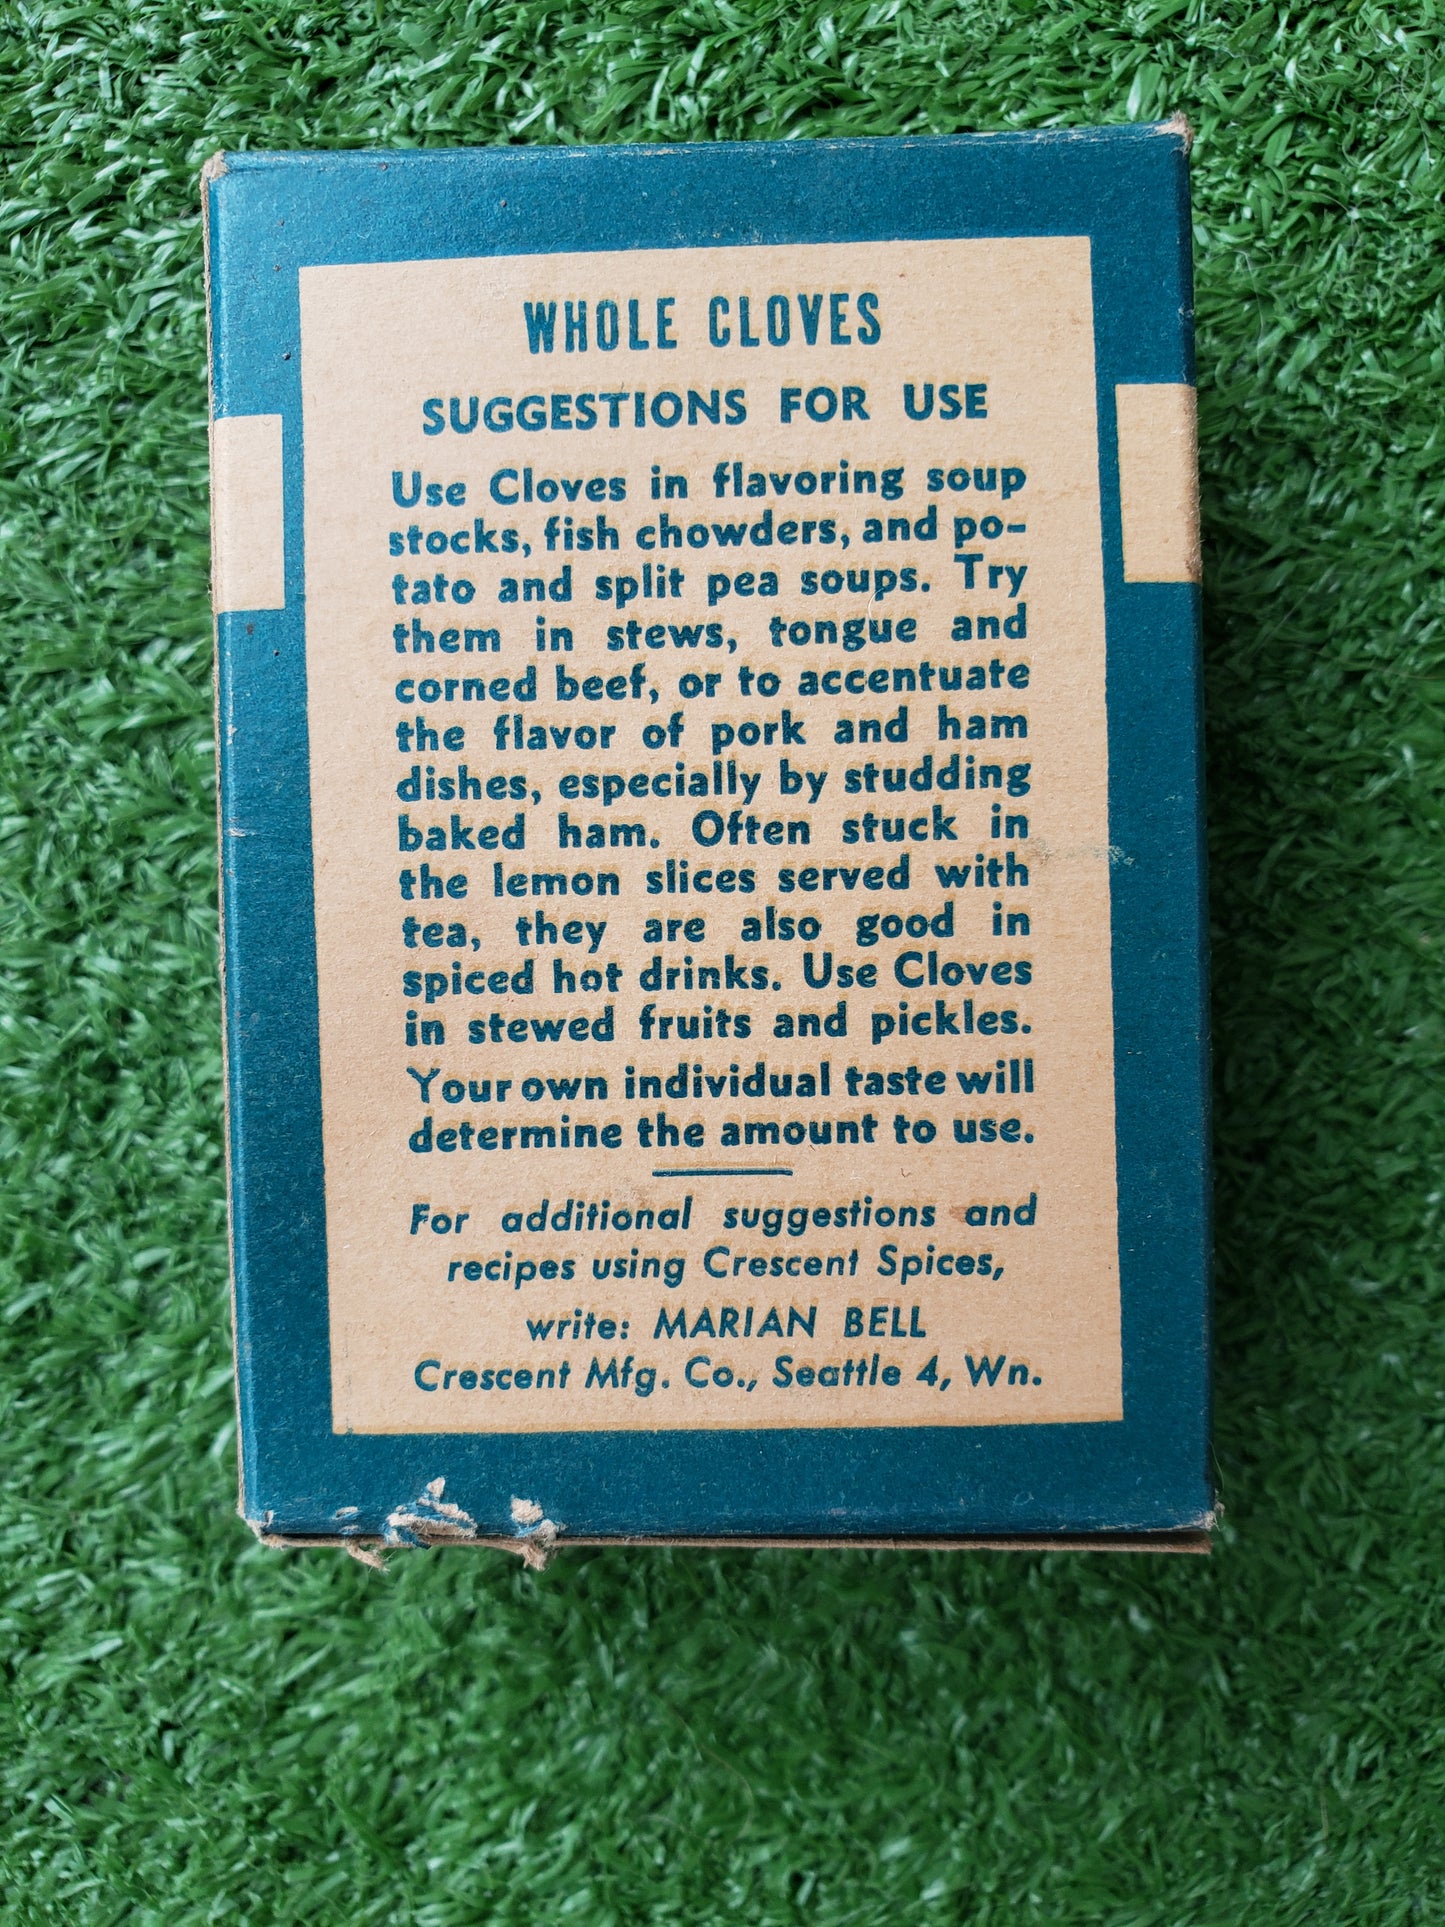 WHOLE CLOVES
SUGGESTIONS FOR USE
Use Cloves in flavoring soup
stocks, fish chowders, and po-
tato and split pea soups. Try
them in stews, tongue and
corned beef, or to accentuate
the flavor of pork and ham
dishes, especially by studding
baked ham. Often stuck in
the lemon slices served with
tea, they are also good in
spiced hot drinks. Use Cloves
in stewed fruits and pickles.
Your own individual taste will
determine the amount to use.
For additional suggestions and
recipes using Crescent Spices,
write: MARIAN BELL
Crescent Mfg. Co., Seattle 4, Wn.